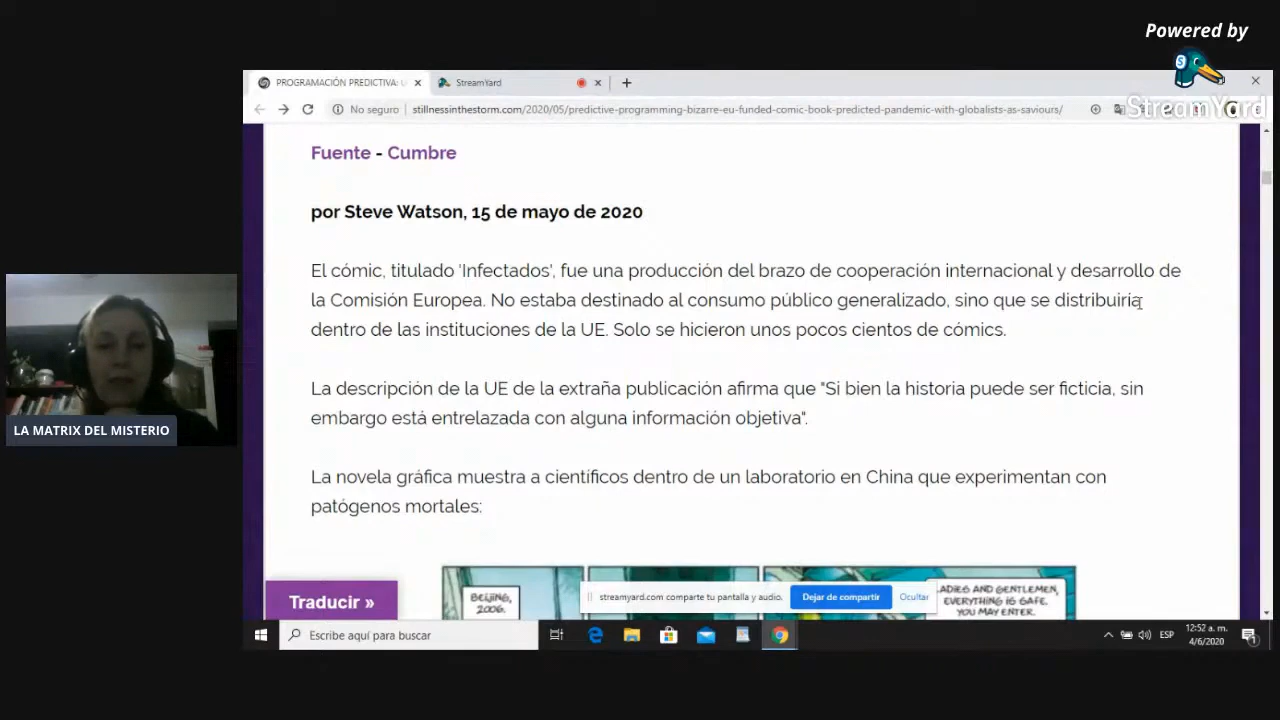 Powered by
StreamYard
PROGRAMACIÓN PREDICTIVA: U
StreamYard
No seguro
stillnessinthestorm.com/2020/05/predictive-programming-bizarre-eu-funded-comic-book-predicted-pandemic-with-globalists-as-saviours/
Fuente - Cumbre
por Steve Watson, 15 de mayo de 2020
El cómic, titulado 'Infectados', fue una producción del brazo de cooperación internacional y desarrollo de
la Comisión Europea. No estaba destinado al consumo público generalizado, sino que se distribuiría
dentro de las instituciones de la UE. Solo se hicieron unos pocos cientos de cómics.
La descripción de la UE de la extraña publicación afirma que "Si bien la historia puede ser ficticia, sin
embargo está entrelazada con alguna información objetiva".
La novela gráfica muestra a científicos dentro de un laboratorio en China que experimentan con
patógenos mortales:
BEIJING,
2006.
LADIES AND GENTLEMEN,
EVERYTHING IS SAFE.
YOU MAY ENTER.
streamyard.com comparte tu pantalla y audio.
Dejar de compartir
Ocultar
Traducir »
LA MATRIX DEL MISTERIO
Escribe aquí para buscar
ESP
12:52 a. m.
4/6/2020